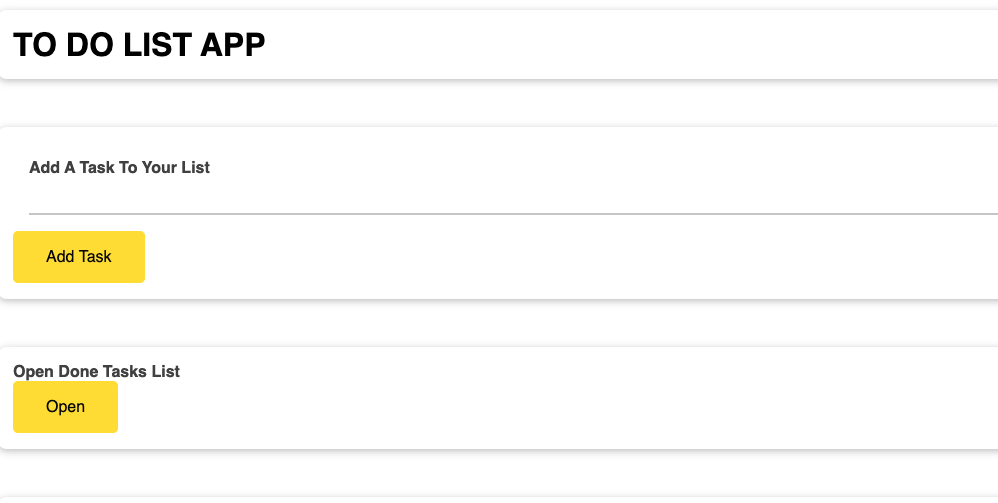 TO DO LIST APP
Add A Task To Your List
Add Task
Open Done Tasks List
Open